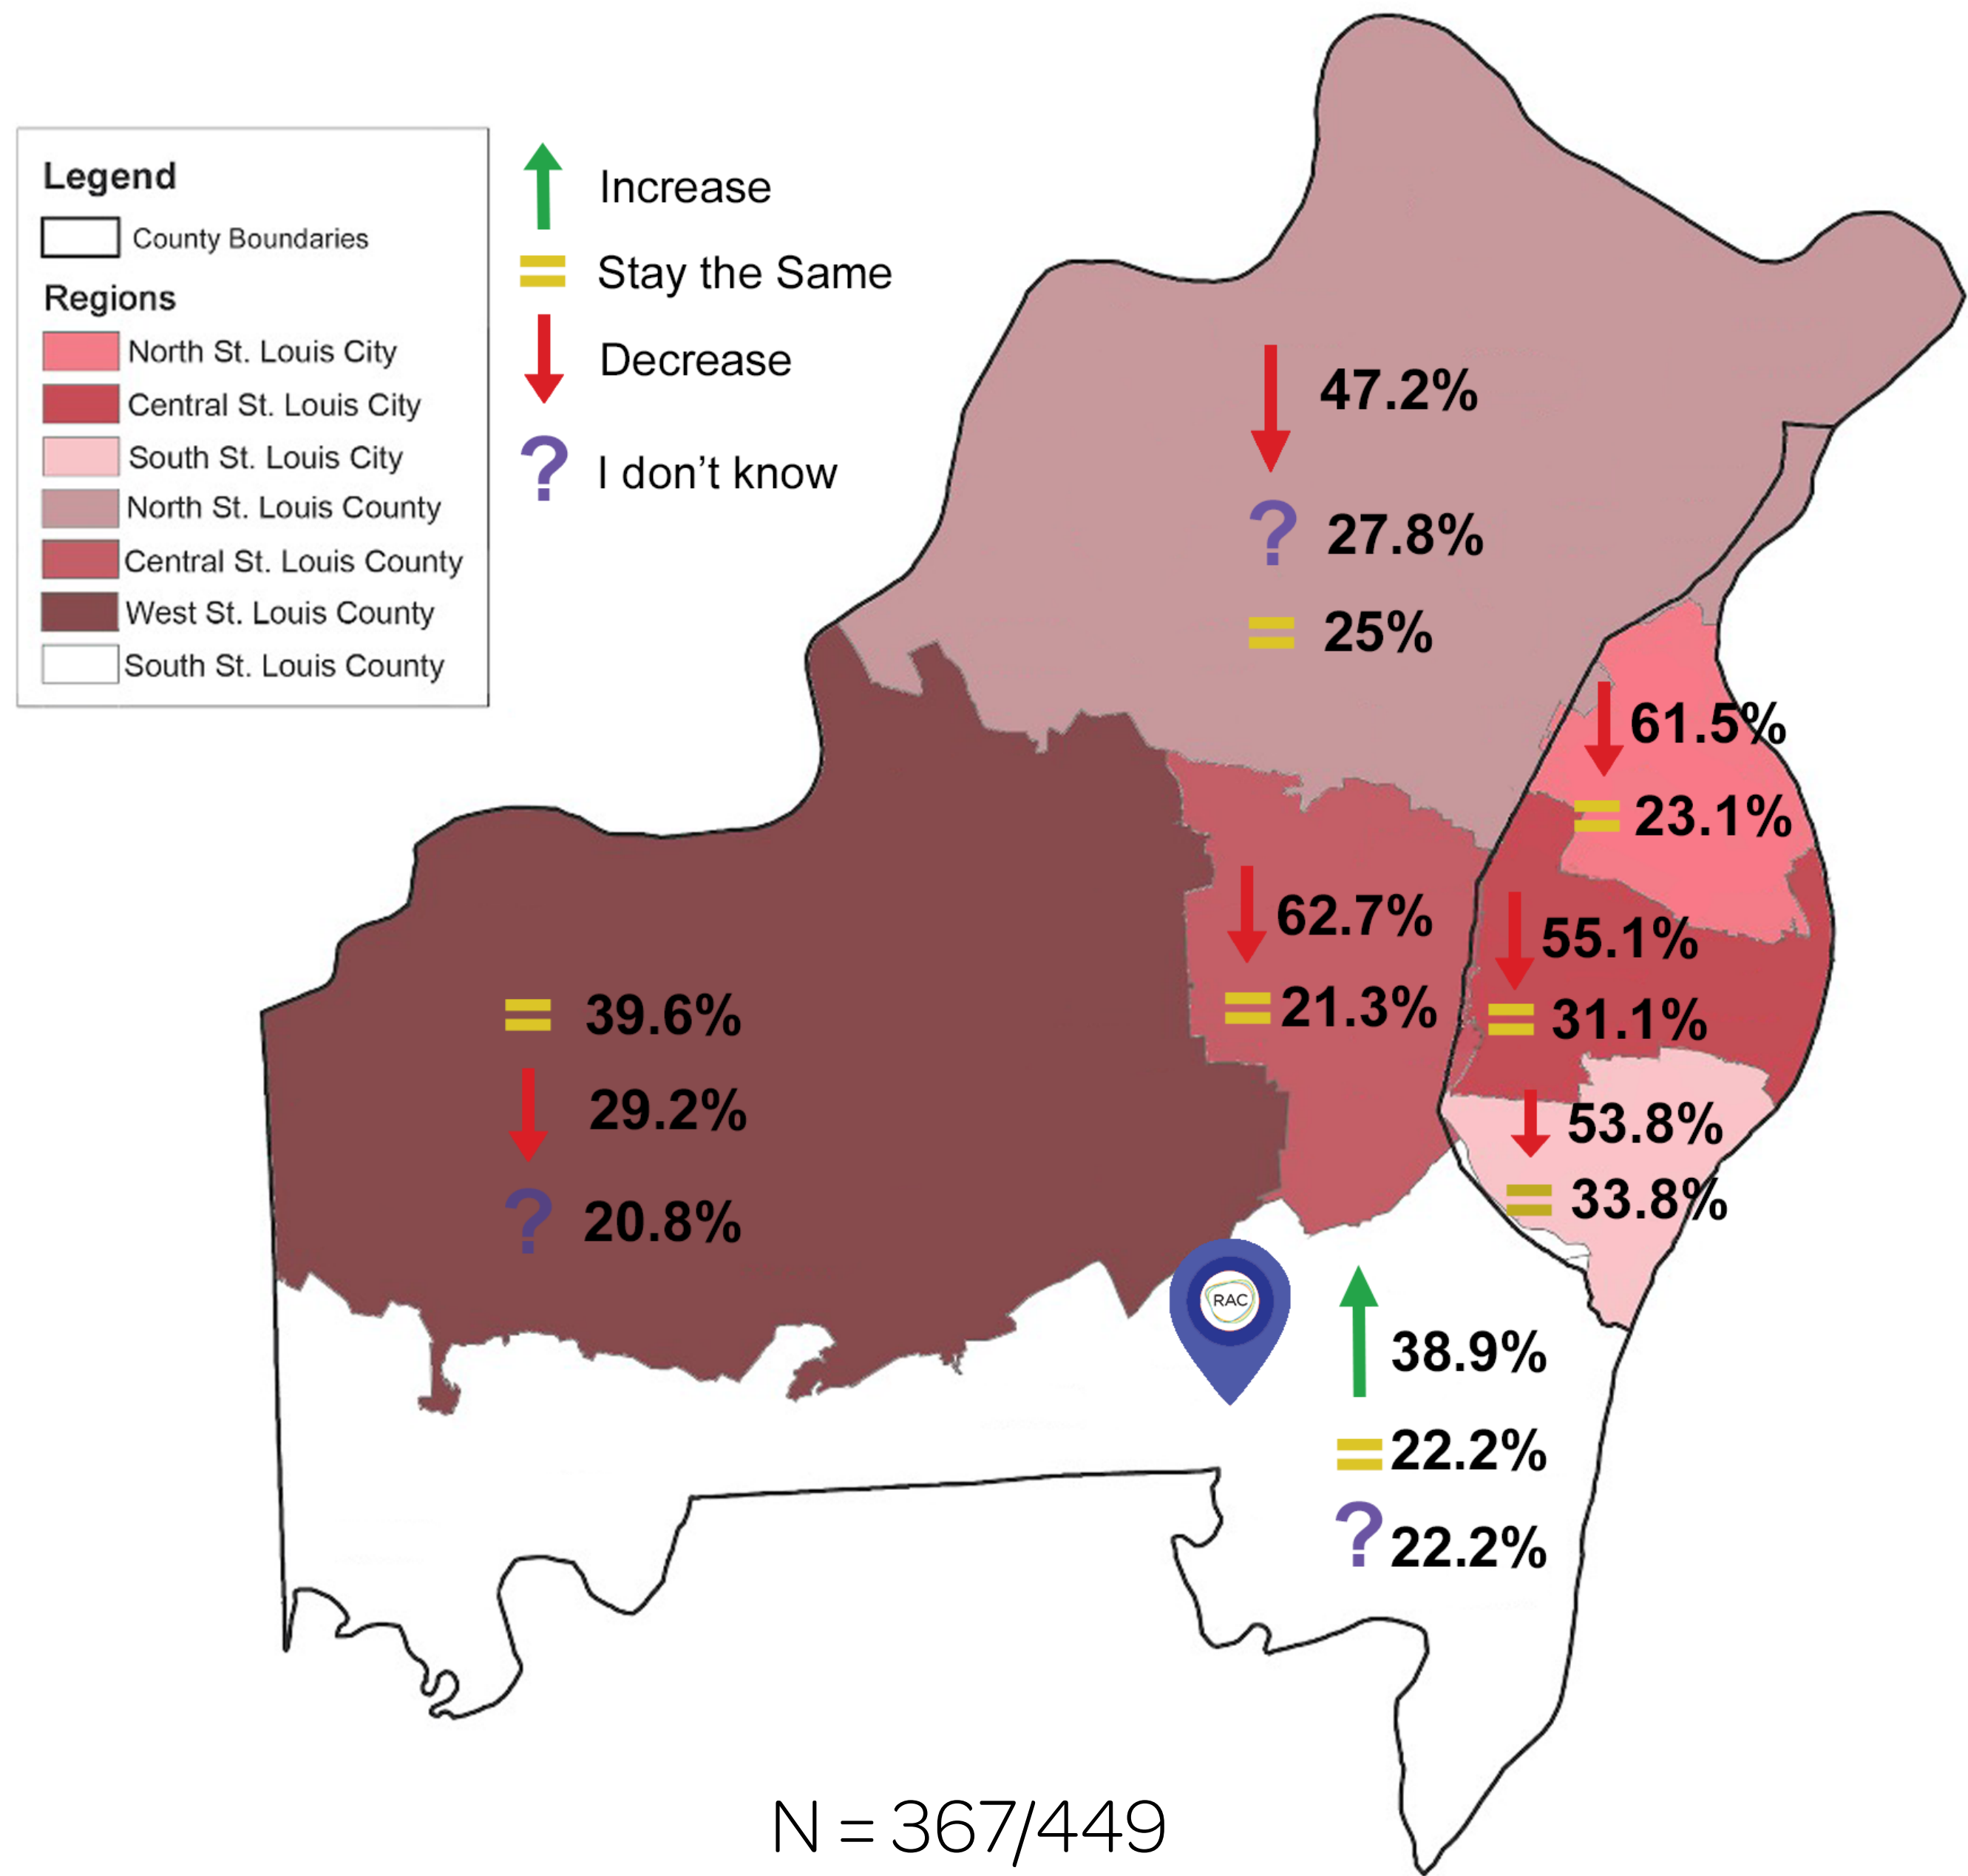 Legend
County Boundaries
Regions
North St. Louis City
Central St. Louis City
South St. Louis City
North St. Louis County
Central St. Louis County
West St. Louis County
South St. Louis County
Increase
= Stay the Same
Decrease
? I don’t know
47.2%
? 27.8%
= 25%
61.5%
= 23.1%
62.7%
= 21.3%
55.1%
= 31.1%
53.8%
= 33.8%
= 39.6%
29.2%
? 20.8%
RAC
38.9%
= 22.2%
? 22.2%
N = 367/449